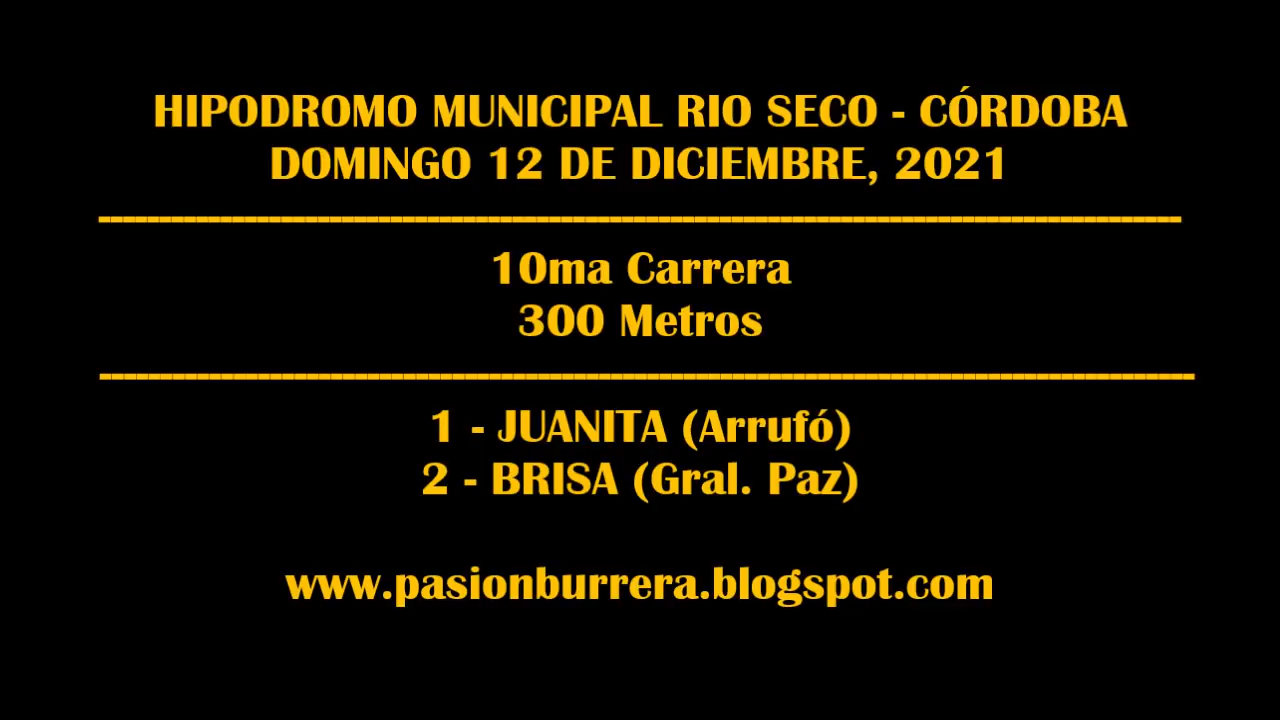 HIPODROMO MUNICIPAL RIO SECO - CÓRDOBA
DOMINGO 12 DE DICIEMBRE, 2021
10ma Carrera
300 Metros
1 - JUANITA (Arrufó)
2 - BRISA (Gral. Paz)
www.pasionburrera.blogspot.com